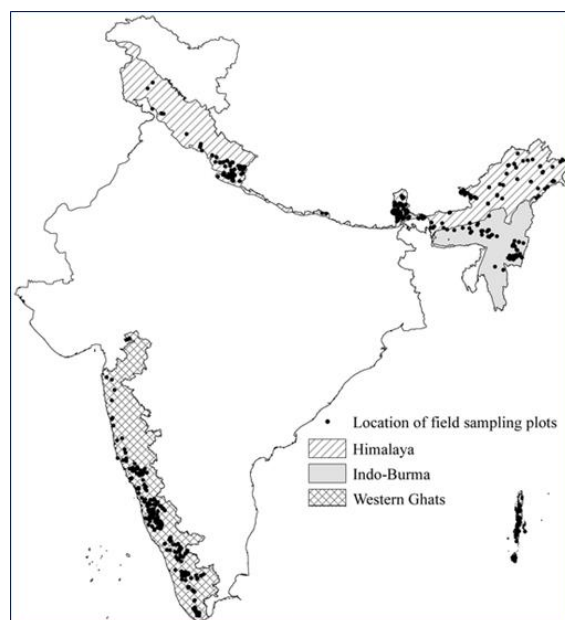 Location of field sampling plots
Himalaya
Indo-Burma
Western Ghats